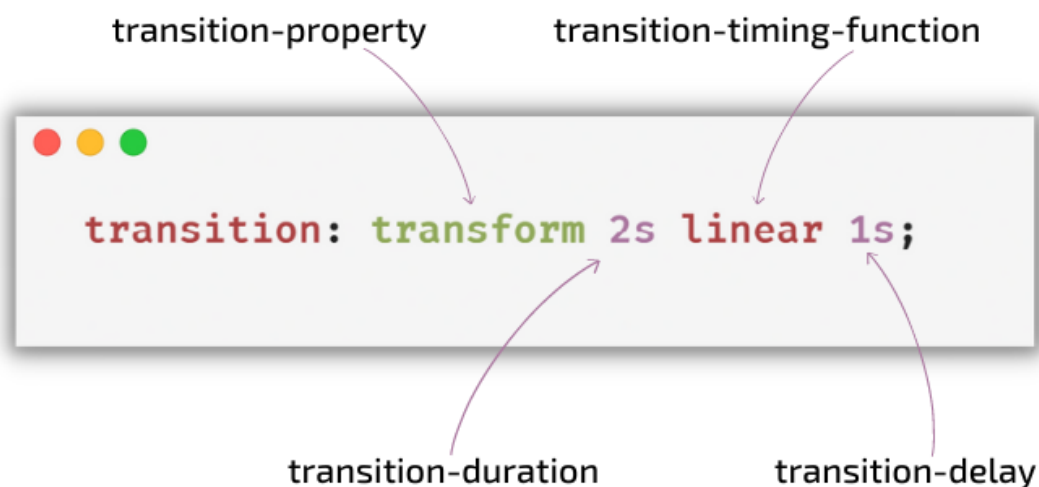 transition-property transition-timing-function
transition: transform 2s linear 1s;
transition-duration transition-delay